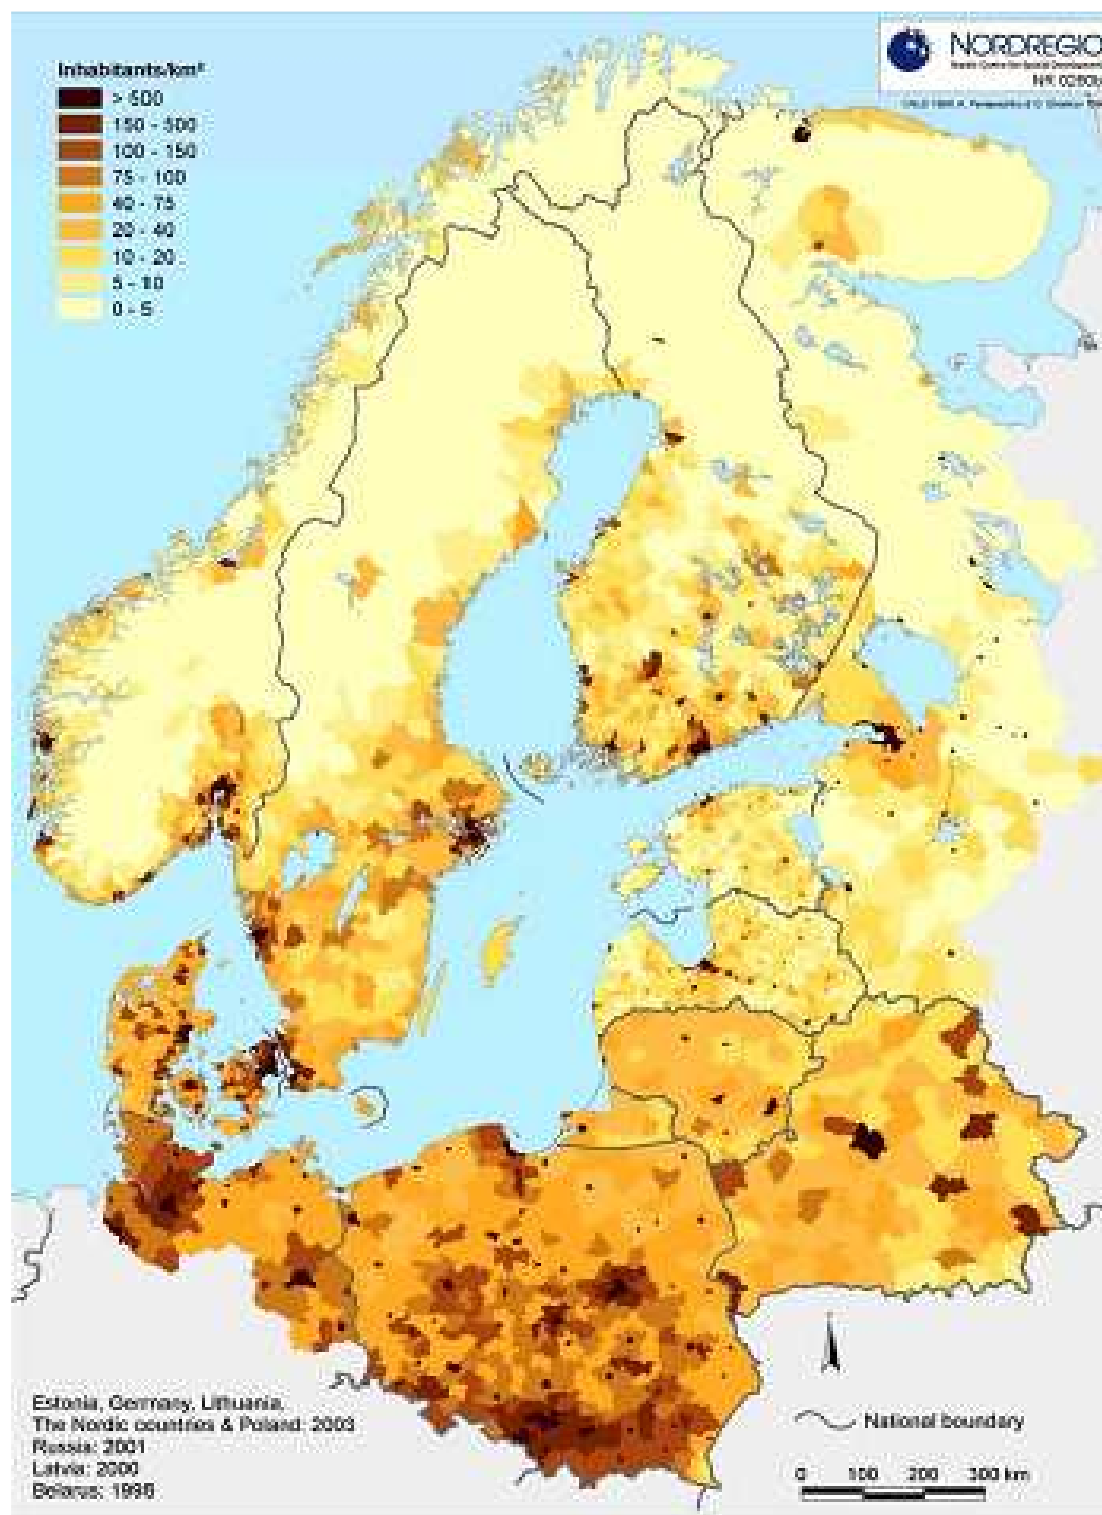 NORDREGIO
Inhabitants/km²
> 500
150 - 500
100 - 150
75 - 100
40 - 75
20 - 40
10 - 20
5 - 10
0 - 5
Estonia, Germany, Lithuania,
The Nordic countries & Poland: 2003
Russia: 2001
Latvia: 2000
National boundary
0 100 200 300 km